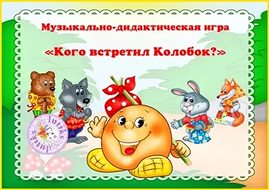 Музыкально-дидактическая игра
«Кого встретил Колобок?»